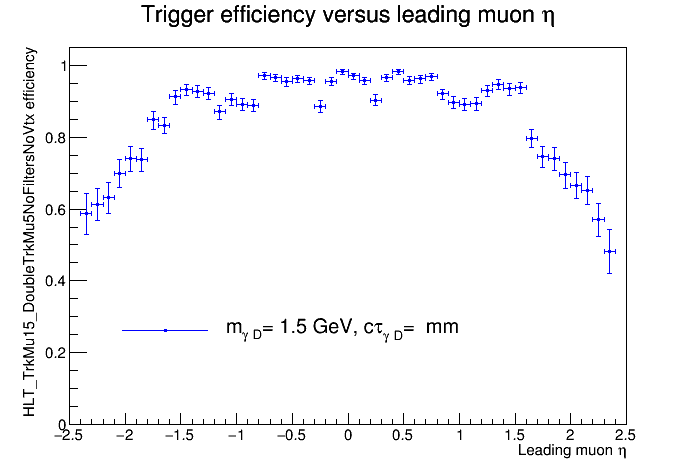 Trigger efficiency versus leading muon η
HLT_TrkMu15_DoubleTrkMu5NoFiltersNoVtx efficiency
1
0.8
0.6
0.4
0.2
0
m_γ D= 1.5 GeV, cτ_γ D= mm
−2.5 −2 −1.5 −1 −0.5 0 0.5 1 1.5 2 2.5
Leading muon η